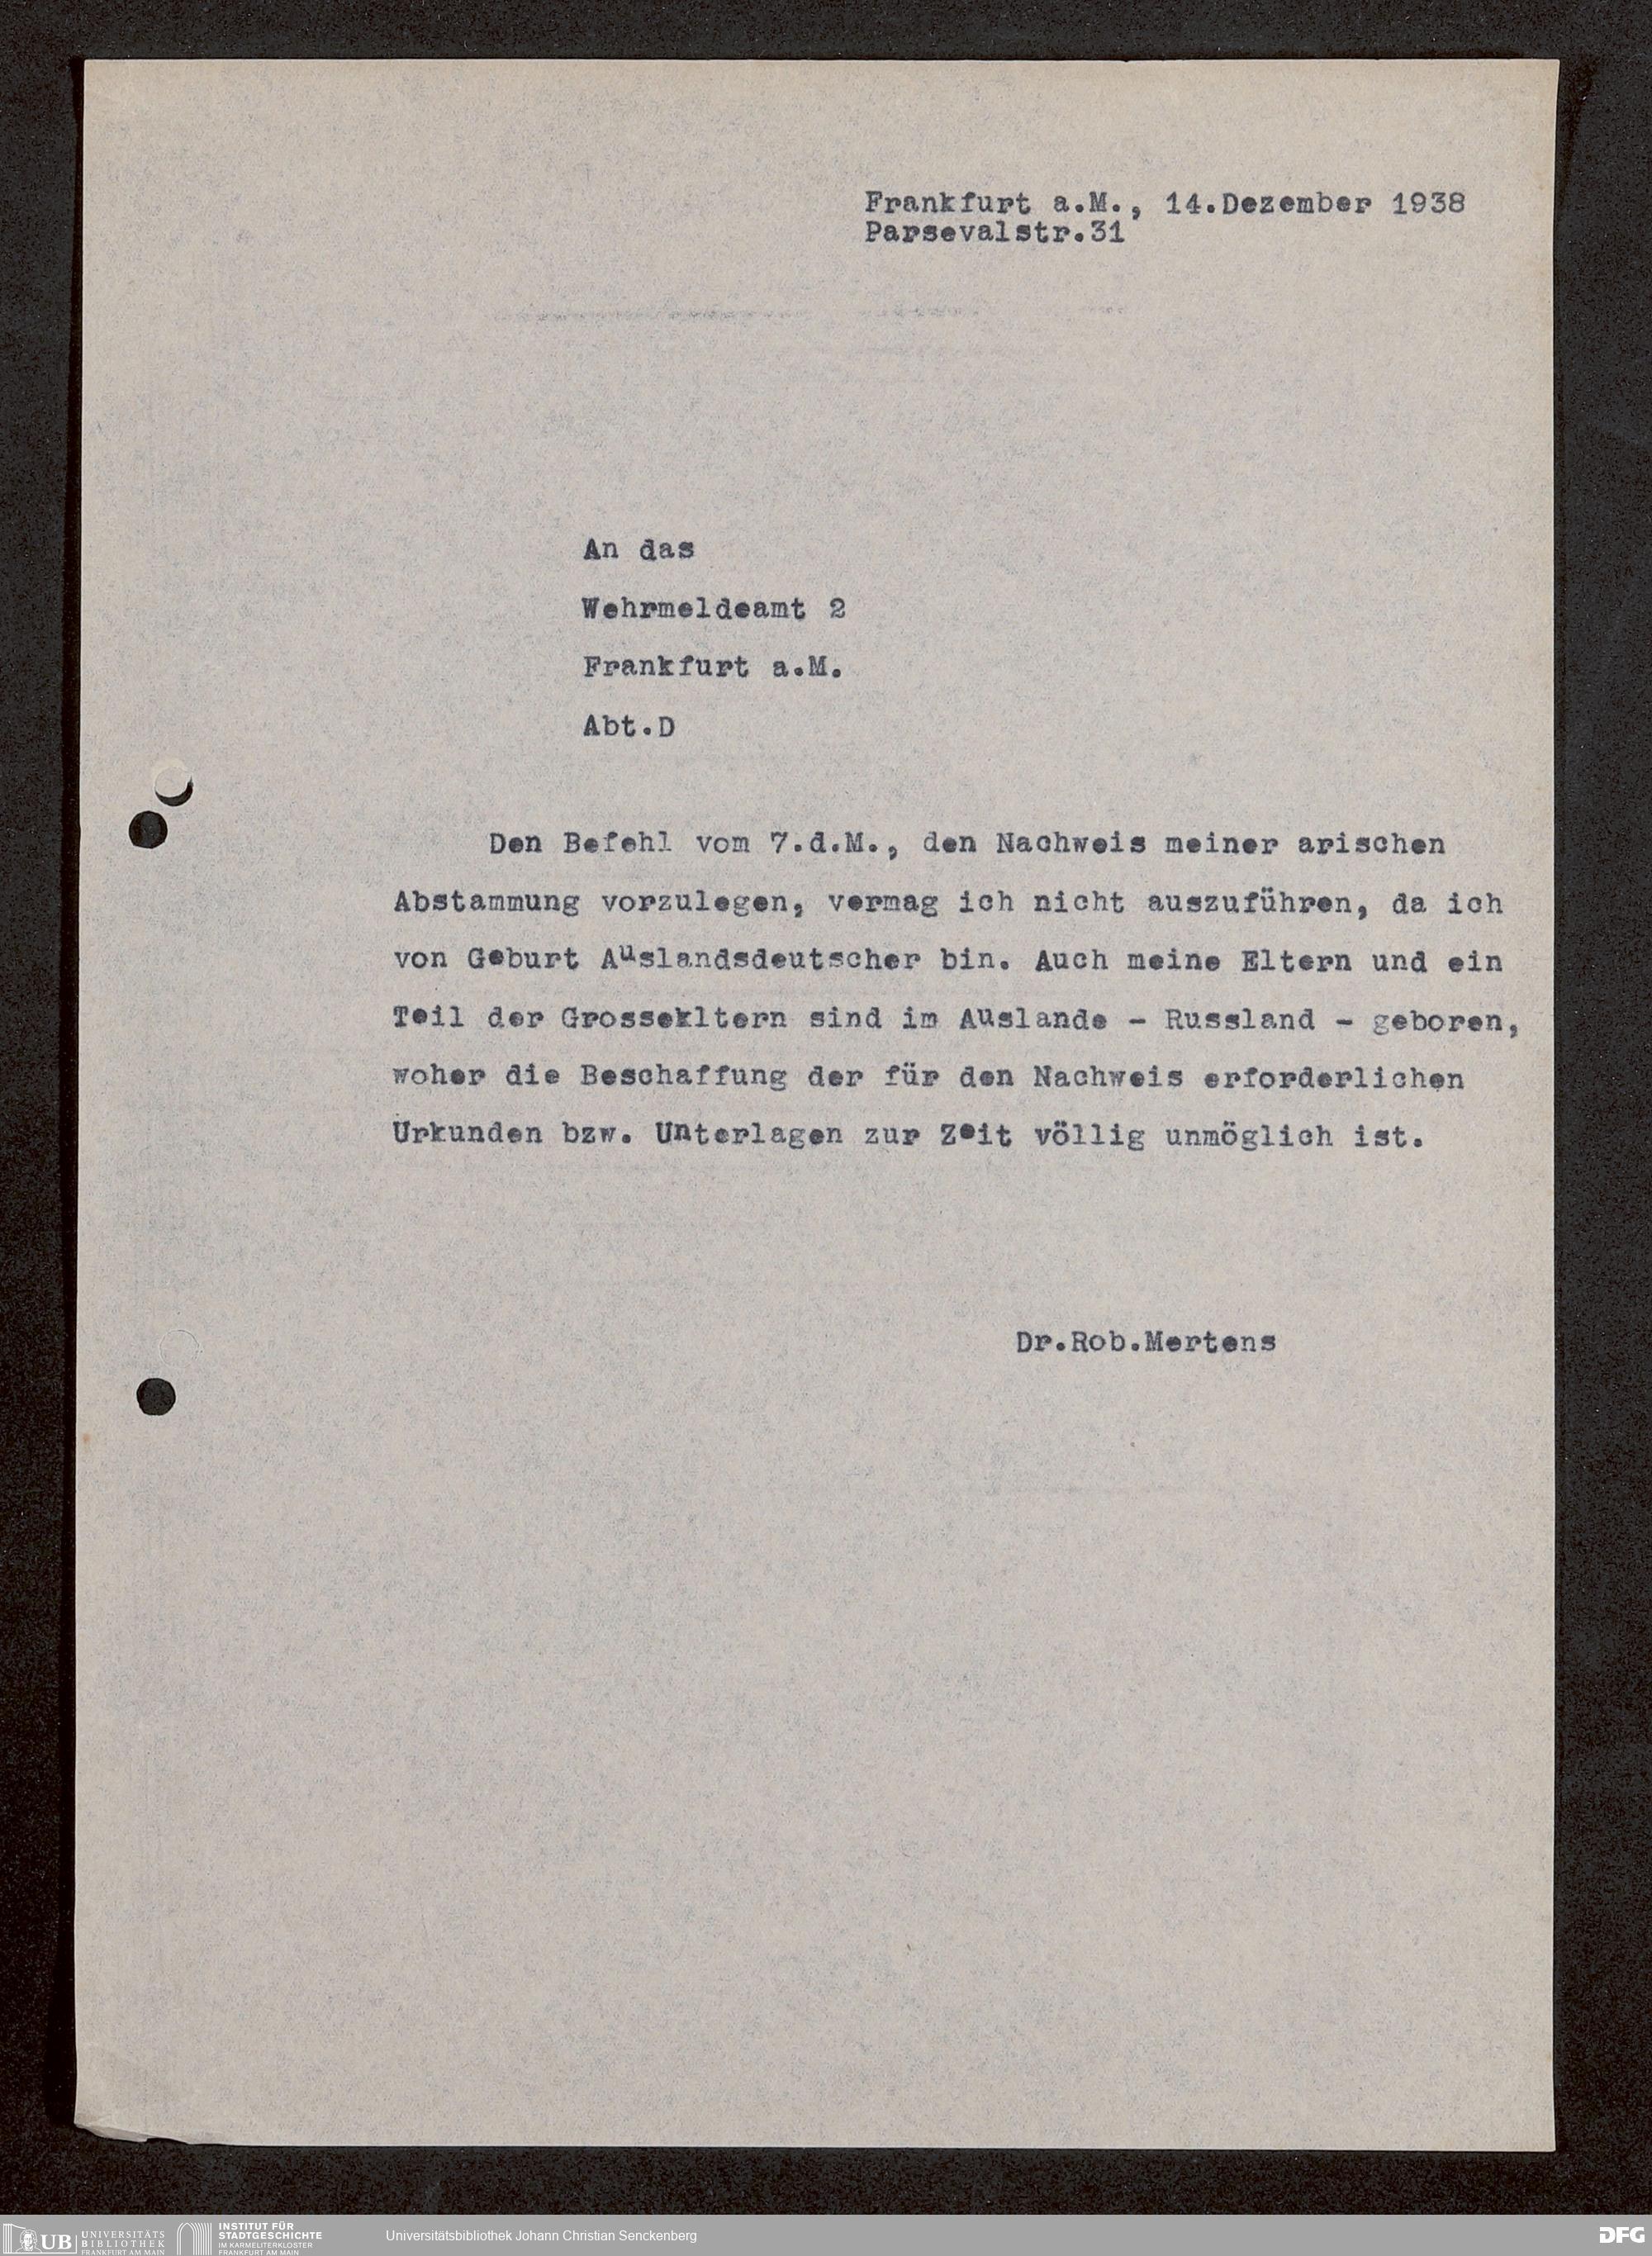 Frankfurt a.M., 14.Dezember 1938
Parsevalstr.31
An das
Wehrmeldeamt 2
Frankfurt a.M.
Abt.D
Den Befehl vom 7.d.M., den Nachweis meiner arischen
Abstammung vorzulegen, vermag ich nicht auszuführen, da ich
von Geburt Auslandsdeutscher bin. Auch meine Eltern und ein
Teil der Grossekltern sind im Auslande - Russland - geboren,
woher die Beschaffung der für den Nachweis erforderlichen
Urkunden bzw. Unterlagen zur Zeit völlig unmöglich ist.
Dr.Rob.Mertens
UB UNIVERSITÄTS
BIBLIOTHEK
FRANKFURT AM MAIN
INSTITUT FÜR
STADTGESCHICHTE
IM KARMELITERKLOSTER
FRANKFURT AM MAIN
Universitätsbibliothek Johann Christian Senckenberg
DFG